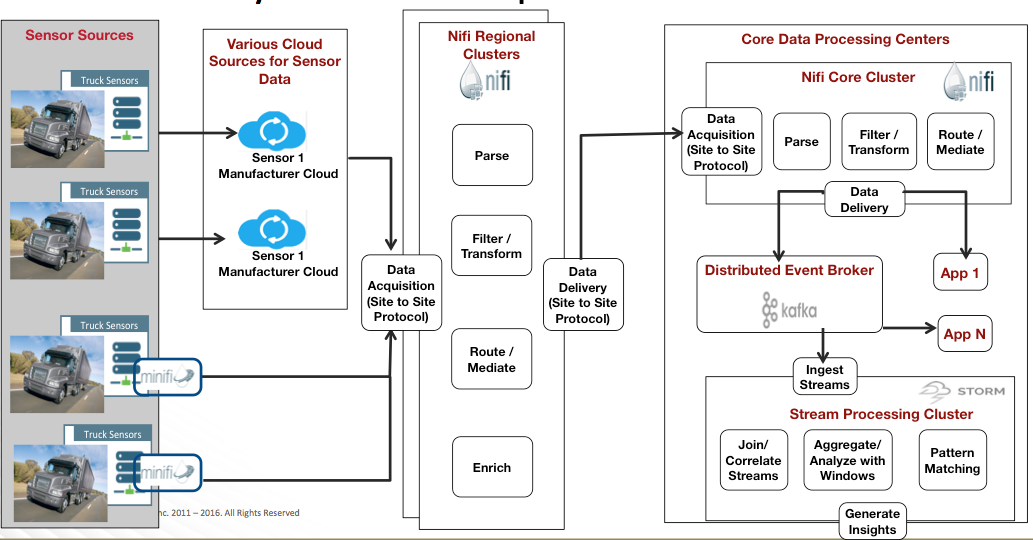 Sensor Sources
Truck Sensors
Truck Sensors
Truck Sensors
minifi
Truck Sensors
minifi
Various Cloud
Sources for Sensor
Data
Sensor 1
Manufacturer Cloud
Sensor 1
Manufacturer Cloud
Data
Acquisition
(Site to Site
Protocol)
Nifi Regional
Clusters
nifi
Parse
Filter /
Transform
Route /
Mediate
Enrich
Data
Delivery
(Site to Site
Protocol)
Core Data Processing Centers
Nifi Core Cluster
nifi
Data
Acquisition
(Site to Site
Protocol)
Parse
Filter /
Transform
Route /
Mediate
Data
Delivery
Distributed Event Broker
kafka
App 1
App N
Ingest
Streams
STORM
Stream Processing Cluster
Join/
Correlate
Streams
Aggregate/
Analyze with
Windows
Pattern
Matching
Generate
Insights
nc. 2011 – 2016. All Rights Reserved